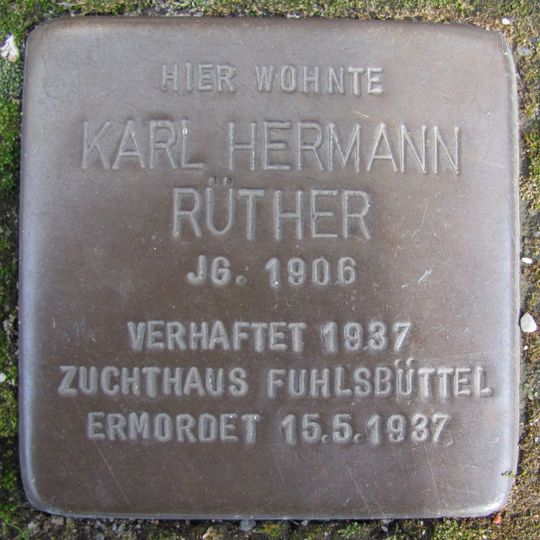 HIER WOHNTE
KARL HERMANN
RÜTHER
JG. 1906
VERHAFTET 1937
ZUCHTHAUS FUHLSBÜTTEL
ERMORDET 15.5.1937